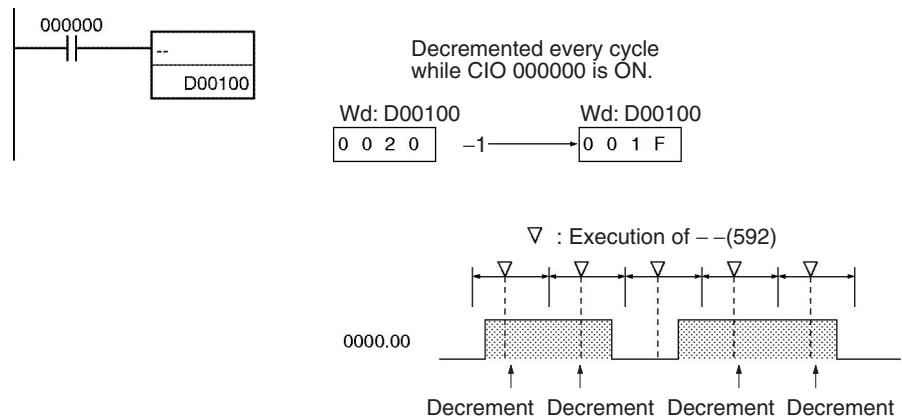 000000
--
D00100
Decremented every cycle
while CIO 000000 is ON.
Wd: D00100 Wd: D00100
0 0 2 0 −1 0 0 1 F
▽ : Execution of − −(592)
0000.00
Decrement Decrement Decrement Decrement